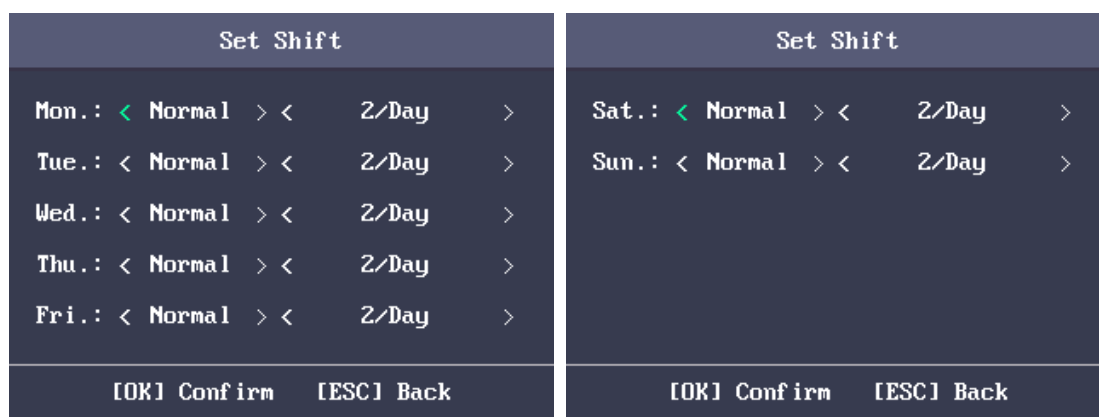 Set Shift
Mon.: < Normal > < 2/Day >
Tue.: < Normal > < 2/Day >
Wed.: < Normal > < 2/Day >
Thu.: < Normal > < 2/Day >
Fri.: < Normal > < 2/Day >
[OK] Confirm [ESC] Back
Set Shift
Sat.: < Normal > < 2/Day >
Sun.: < Normal > < 2/Day >
[OK] Confirm [ESC] Back